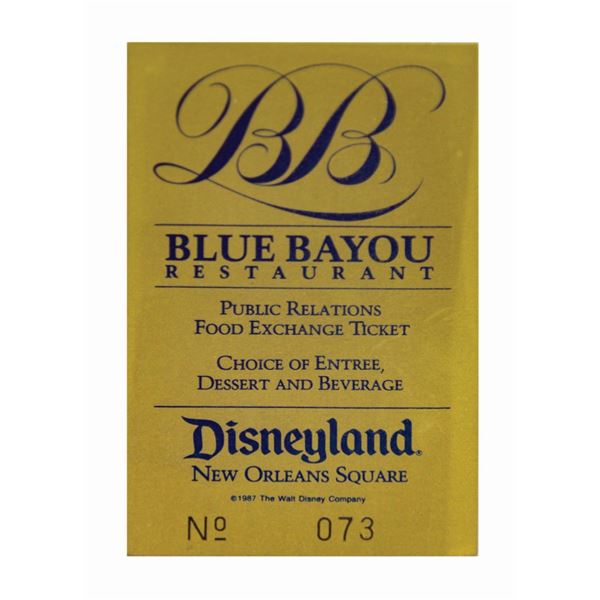 BB
BLUE BAYOU
RESTAURANT
PUBLIC RELATIONS
FOOD EXCHANGE TICKET
CHOICE OF ENTREE,
DESSERT AND BEVERAGE
Disneyland®
NEW ORLEANS SQUARE
©1987 The Walt Disney Company
Nº 073